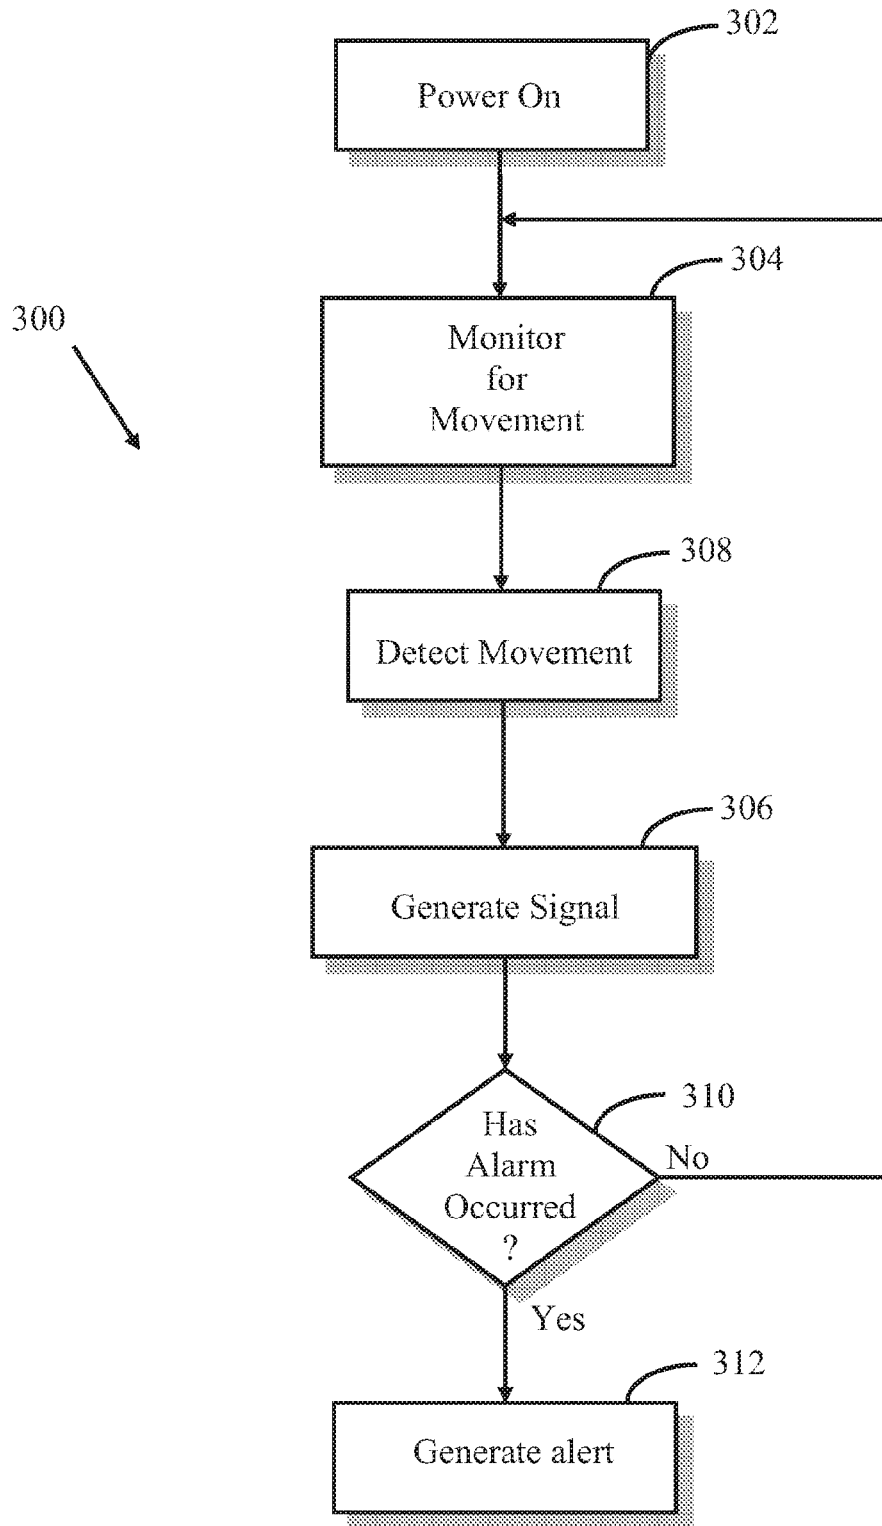 302
Power On
304
300
Monitor
for
Movement
308
Detect Movement
306
Generate Signal
310
Has
Alarm
Occurred
?
No
Yes
312
Generate alert